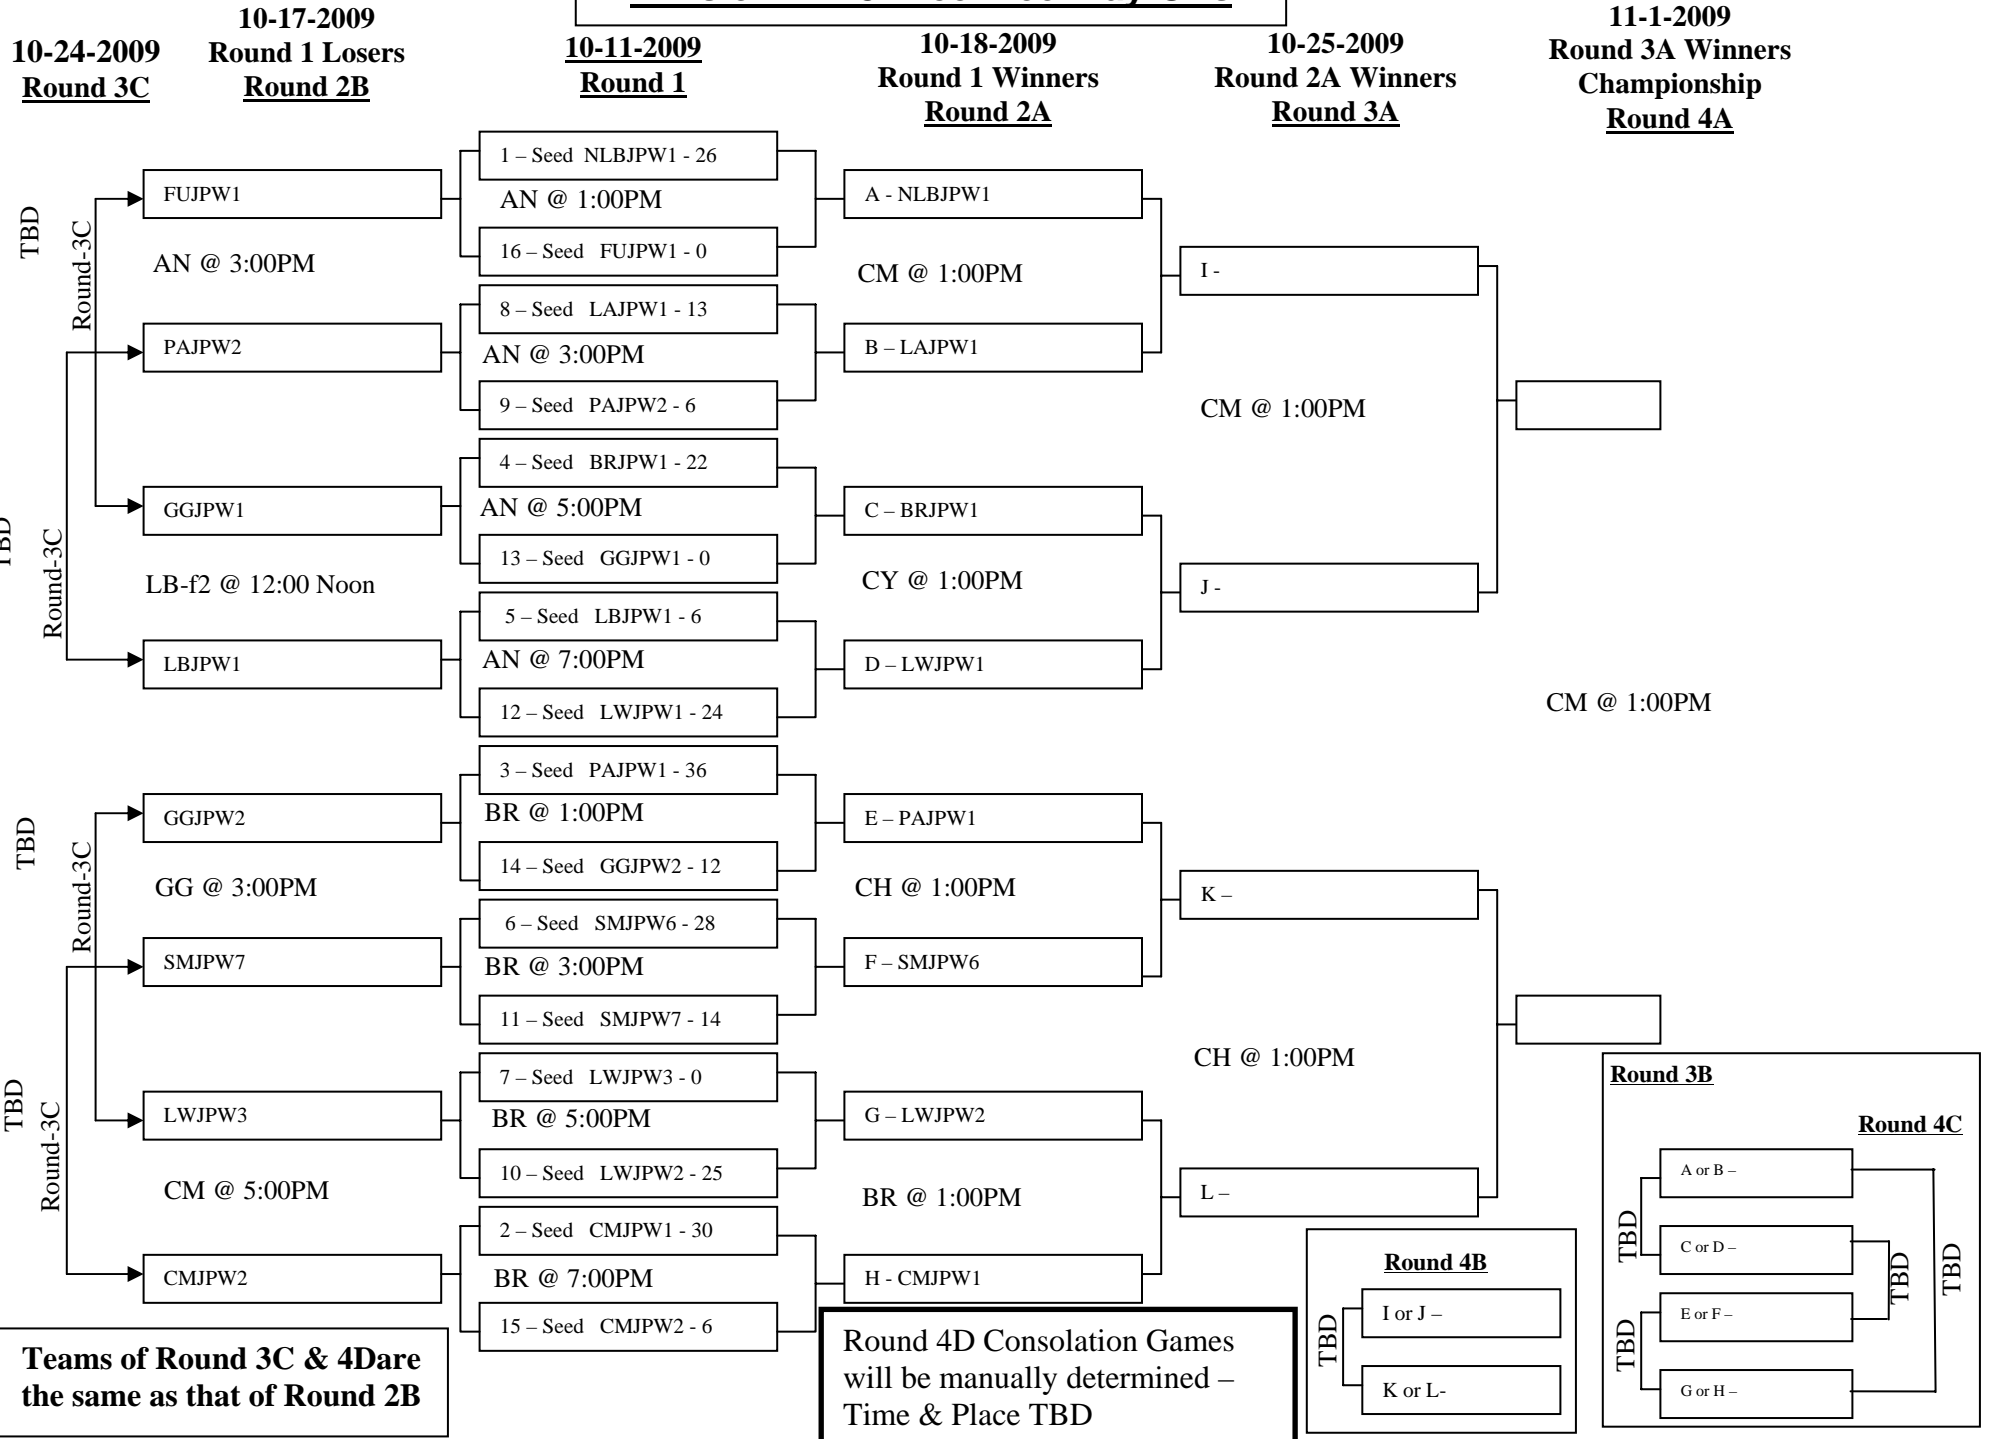 10-24-2009
Round 3C
10-17-2009
Round 1 Losers
Round 2B
10-11-2009
Round 1
10-18-2009
Round 1 Winners
Round 2A
10-25-2009
Round 2A Winners
Round 3A
11-1-2009
Round 3A Winners
Championship
Round 4A
TBD
Round-3C
TBD
Round-3C
TBD
Round-3C
TBD
Round-3C
FUJPW1
AN @ 3:00PM
PAJPW2
GGJPW1
LB-f2 @ 12:00 Noon
LBJPW1
GGJPW2
GG @ 3:00PM
SMJPW7
LWJPW3
CM @ 5:00PM
CMJPW2
1 – Seed NLBJPW1 - 26
AN @ 1:00PM
16 – Seed FUJPW1 - 0
8 – Seed LAJPW1 - 13
AN @ 3:00PM
9 – Seed PAJPW2 - 6
4 – Seed BRJPW1 - 22
AN @ 5:00PM
13 – Seed GGJPW1 - 0
5 – Seed LBJPW1 - 6
AN @ 7:00PM
12 – Seed LWJPW1 - 24
3 – Seed PAJPW1 - 36
BR @ 1:00PM
14 – Seed GGJPW2 - 12
6 – Seed SMJPW6 - 28
BR @ 3:00PM
11 – Seed SMJPW7 - 14
7 – Seed LWJPW3 - 0
BR @ 5:00PM
10 – Seed LWJPW2 - 25
2 – Seed CMJPW1 - 30
BR @ 7:00PM
15 – Seed CMJPW2 - 6
A - NLBJPW1
CM @ 1:00PM
B – LAJPW1
C – BRJPW1
CY @ 1:00PM
D – LWJPW1
E – PAJPW1
CH @ 1:00PM
F – SMJPW6
G – LWJPW2
BR @ 1:00PM
H - CMJPW1
I -
CM @ 1:00PM
J -
K –
CH @ 1:00PM
L –
CM @ 1:00PM
Teams of Round 3C & 4Dare
the same as that of Round 2B
Round 4D Consolation Games
will be manually determined –
Time & Place TBD
Round 4B
TBD
I or J –
K or L-
Round 3B
Round 4C
A or B –
TBD
C or D –
TBD
TBD
E or F –
TBD
G or H –